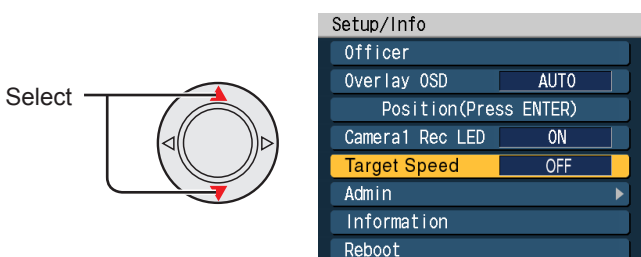 Select
Setup/Info
Officer
Overlay OSD AUTO
Position(Press ENTER)
Camera1 Rec LED ON
Target Speed OFF
Admin
Information
Reboot